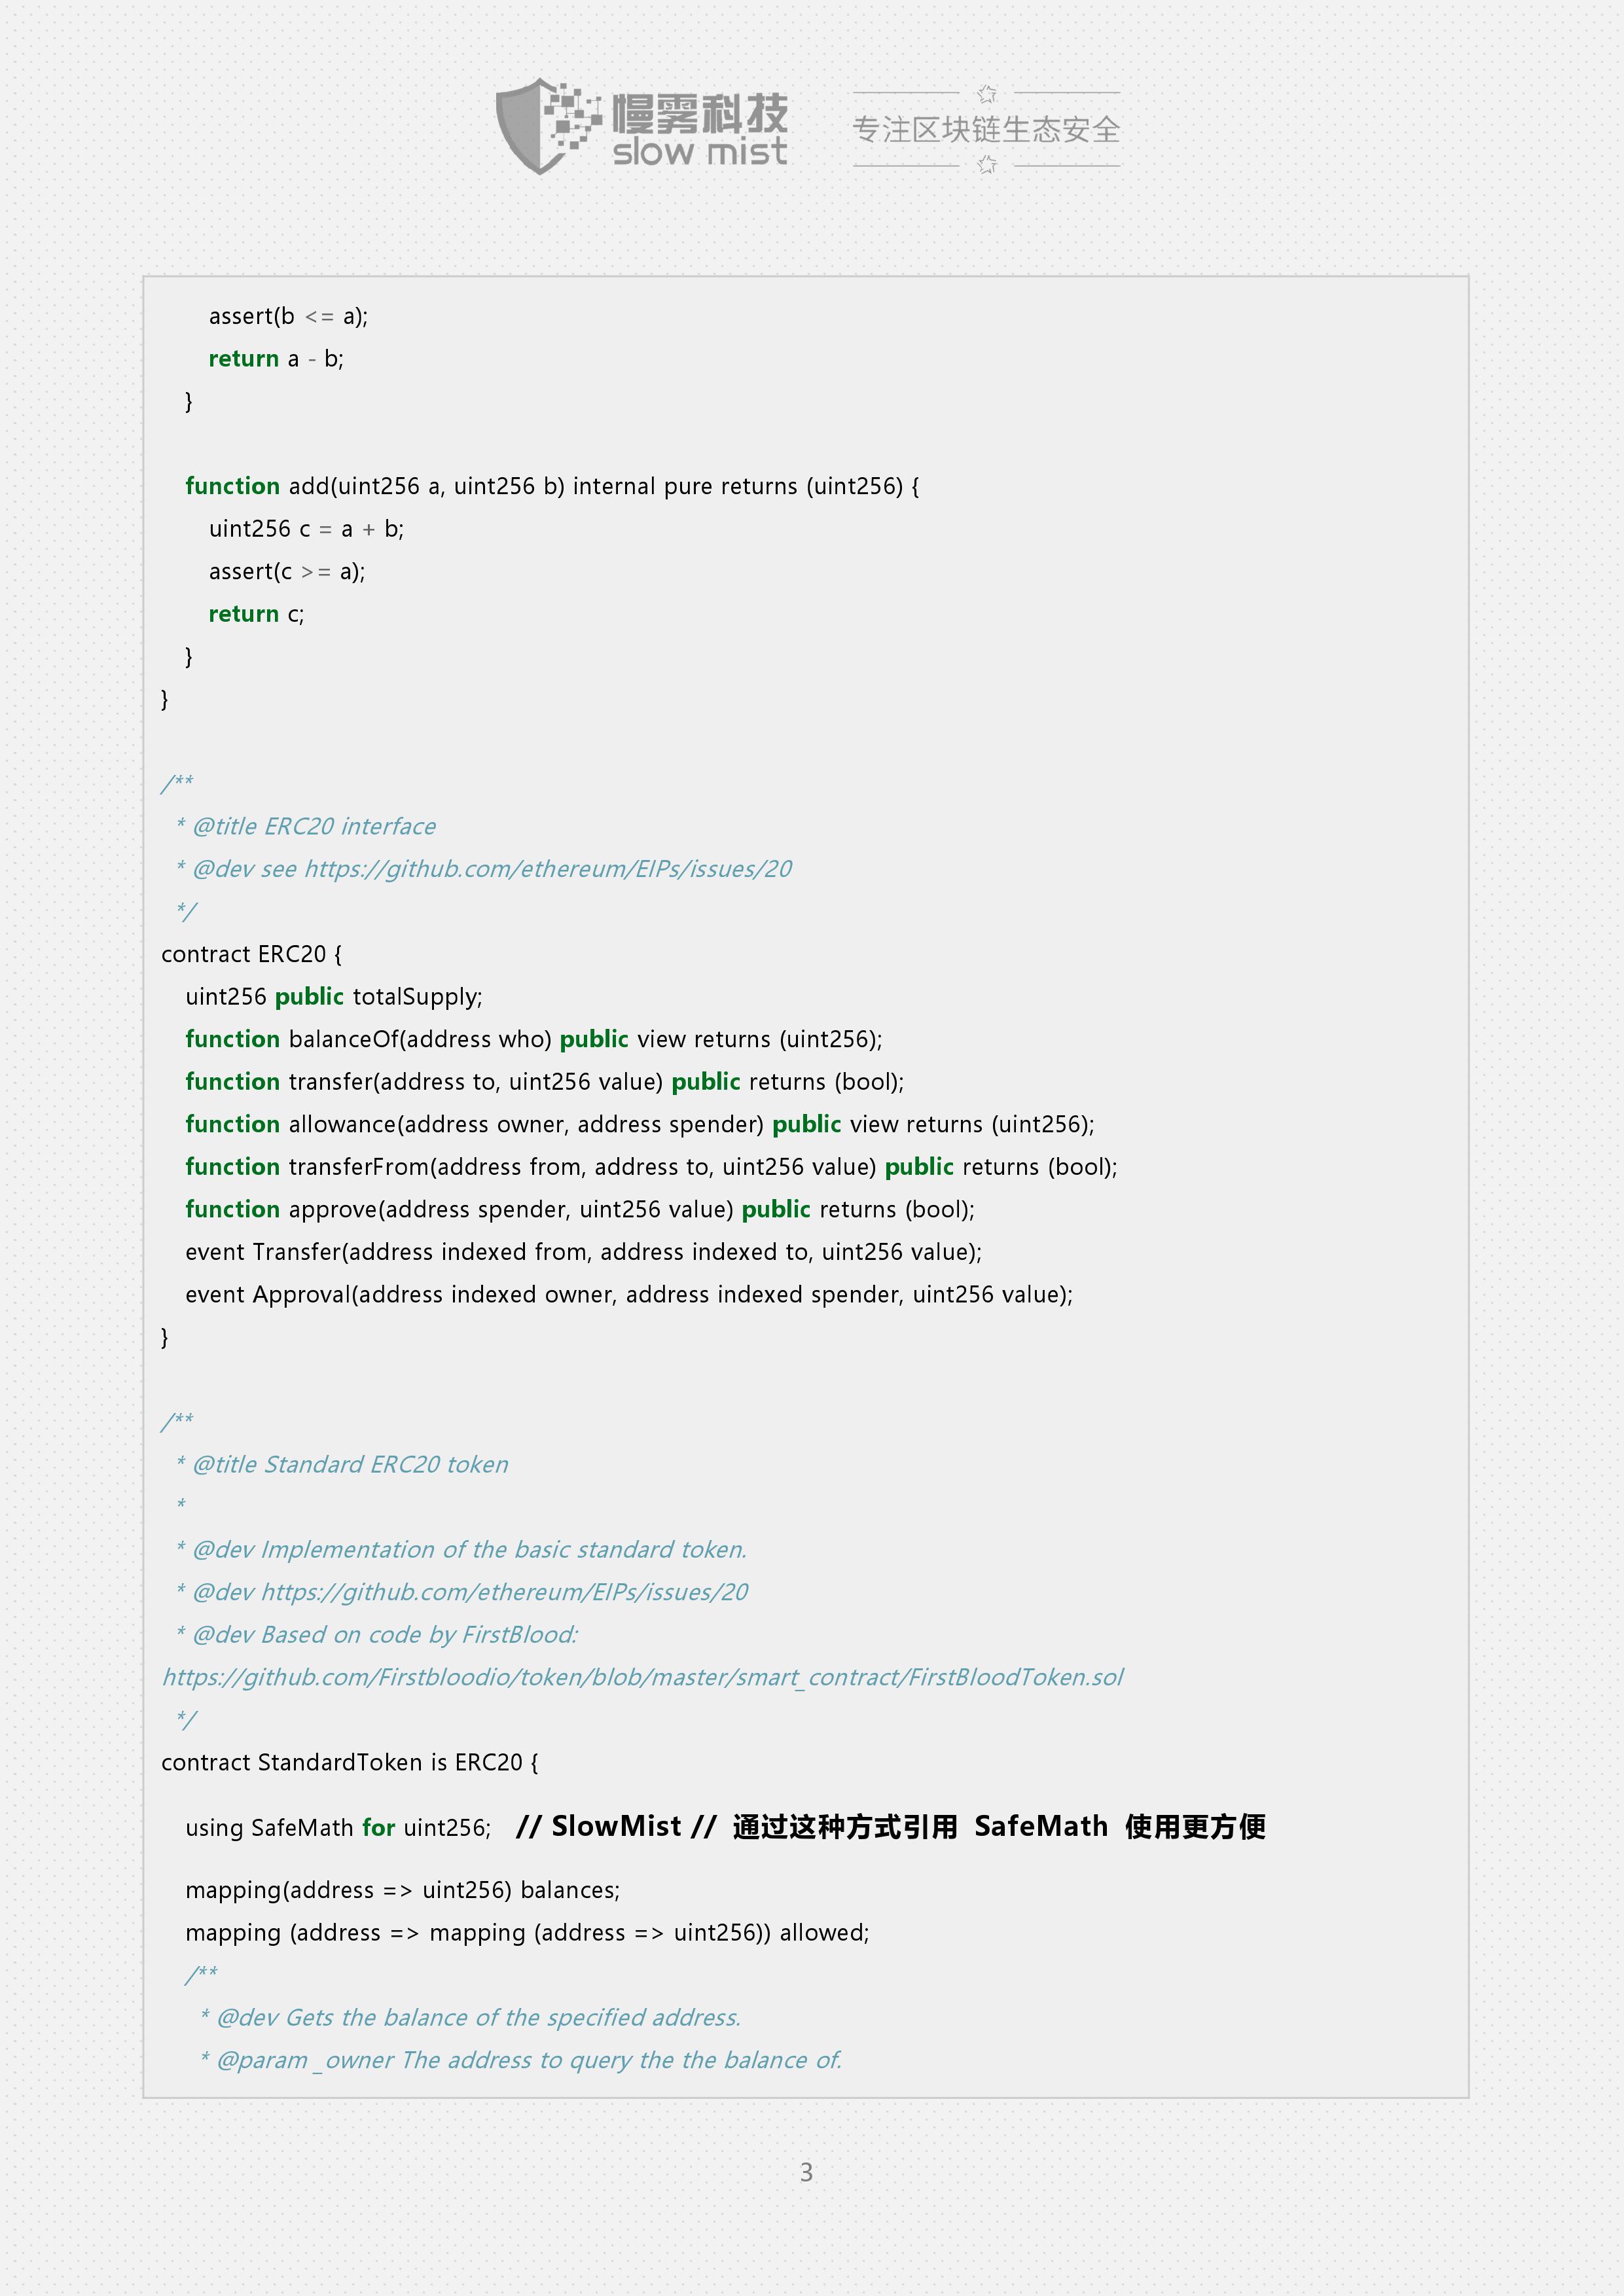 慢雾科技
slow mist
专注区块链生态安全
assert(b <= a);
return a - b;
}
function add(uint256 a, uint256 b) internal pure returns (uint256) {
uint256 c = a + b;
assert(c >= a);
return c;
}
}
/**
* @title ERC20 interface
* @dev see https://github.com/ethereum/EIPs/issues/20
*/
contract ERC20 {
uint256 public totalSupply;
function balanceOf(address who) public view returns (uint256);
function transfer(address to, uint256 value) public returns (bool);
function allowance(address owner, address spender) public view returns (uint256);
function transferFrom(address from, address to, uint256 value) public returns (bool);
function approve(address spender, uint256 value) public returns (bool);
event Transfer(address indexed from, address indexed to, uint256 value);
event Approval(address indexed owner, address indexed spender, uint256 value);
}
/**
* @title Standard ERC20 token
*
* @dev Implementation of the basic standard token.
* @dev https://github.com/ethereum/EIPs/issues/20
* @dev Based on code by FirstBlood:
https://github.com/Firstbloodio/token/blob/master/smart_contract/FirstBloodToken.sol
*/
contract StandardToken is ERC20 {
using SafeMath for uint256; // SlowMist // 通过这种方式引用 SafeMath 使用更方便
mapping(address => uint256) balances;
mapping (address => mapping (address => uint256)) allowed;
/**
* @dev Gets the balance of the specified address.
* @param _owner The address to query the the balance of.
3